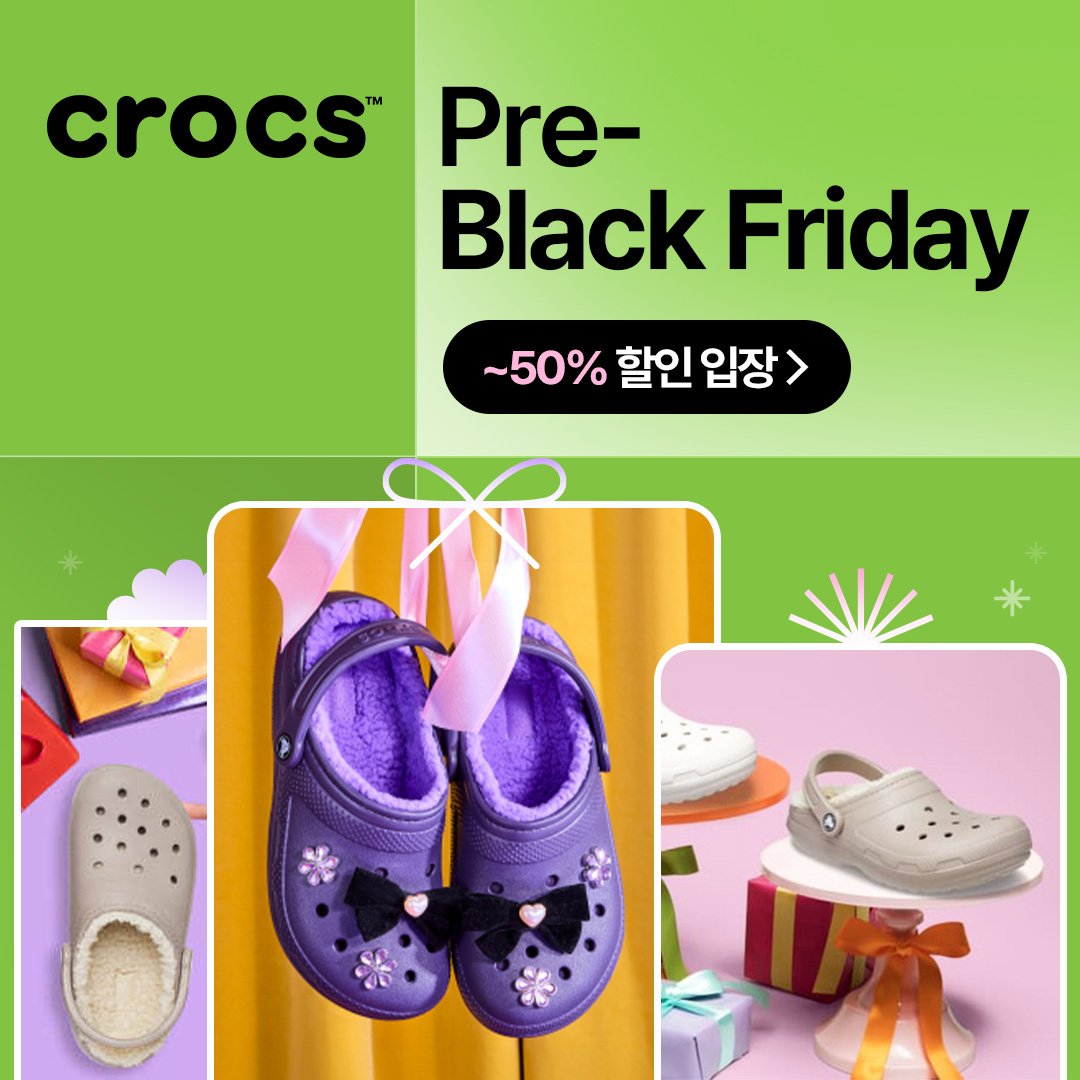 crocs™
Pre-
Black Friday
~50% 할인 입장 >